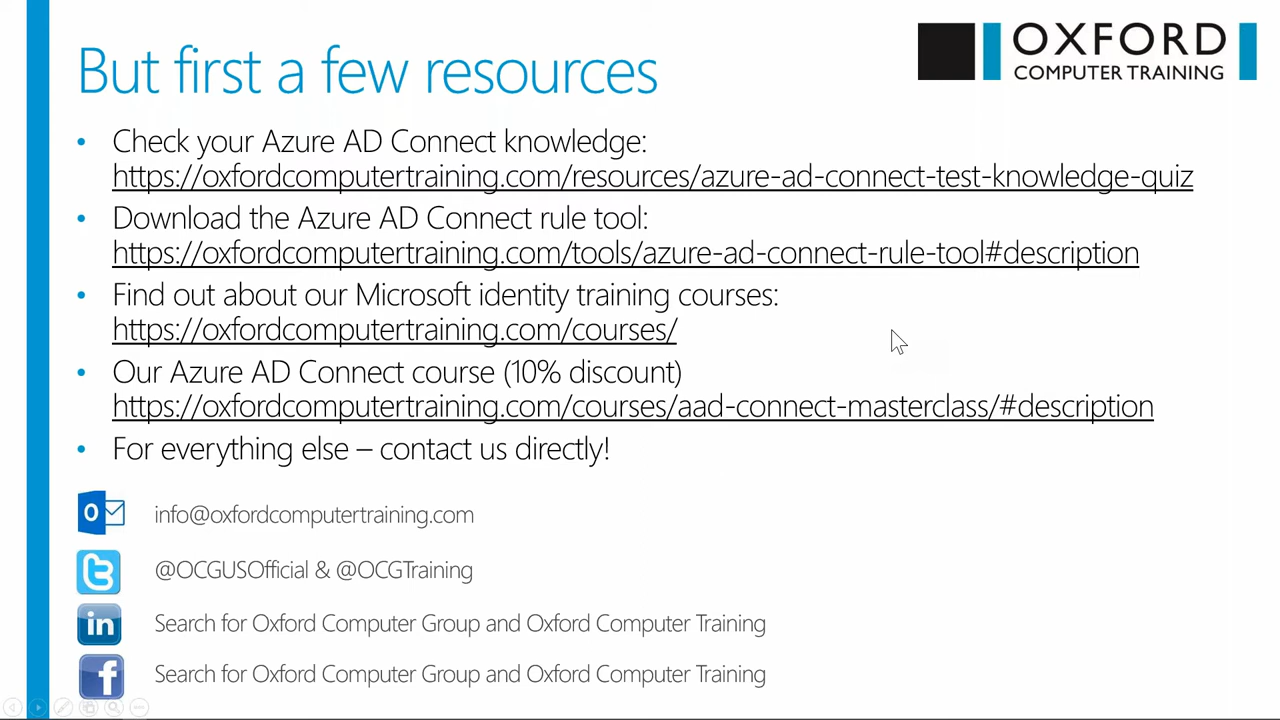 But first a few resources
OXFORD
COMPUTER TRAINING
• Check your Azure AD Connect knowledge:
https://oxfordcomputertraining.com/resources/azure-ad-connect-test-knowledge-quiz
• Download the Azure AD Connect rule tool:
https://oxfordcomputertraining.com/tools/azure-ad-connect-rule-tool#description
• Find out about our Microsoft identity training courses:
https://oxfordcomputertraining.com/courses/
• Our Azure AD Connect course (10% discount)
https://oxfordcomputertraining.com/courses/aad-connect-masterclass/#description
• For everything else – contact us directly!
info@oxfordcomputertraining.com
@OCGUSOfficial & @OCGTraining
Search for Oxford Computer Group and Oxford Computer Training
Search for Oxford Computer Group and Oxford Computer Training